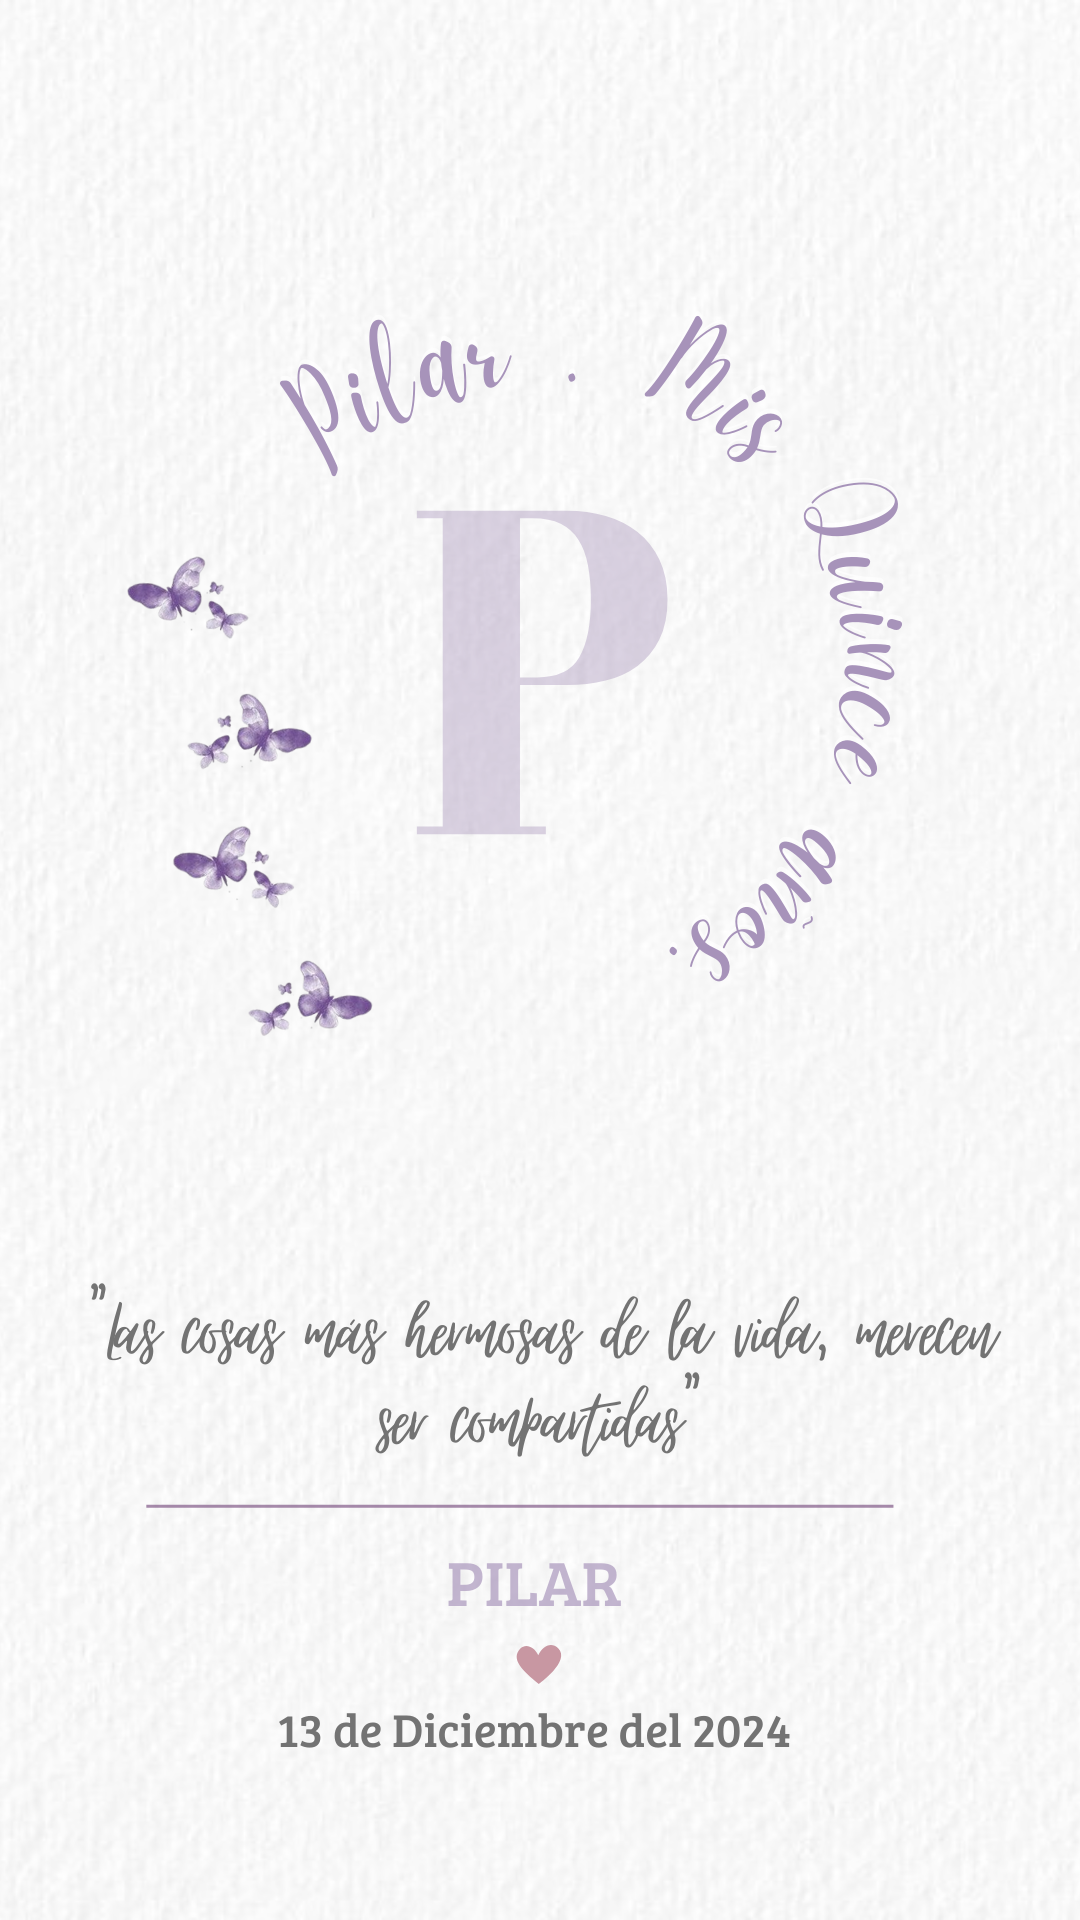 Pilar . Mis Quince años.
P
"Las cosas más hermosas de la vida, merecen
ser compartidas"
PILAR
13 de Diciembre del 2024